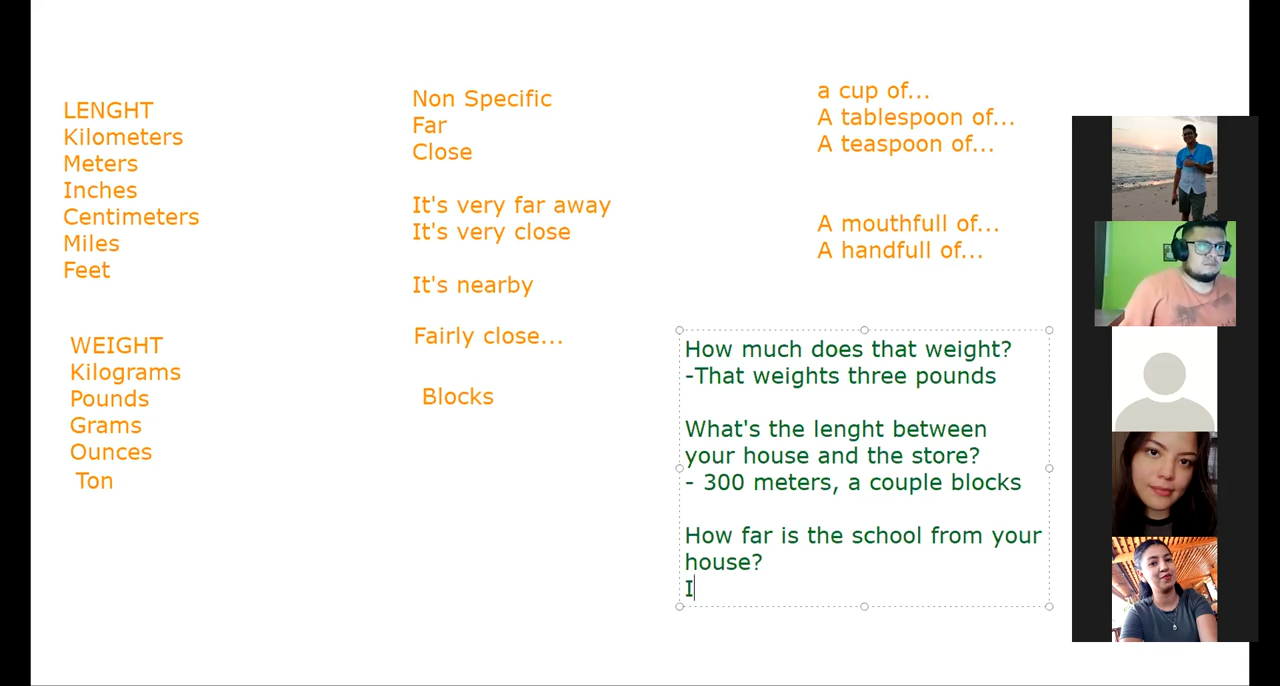 LENGHT
Kilometers
Meters
Inches
Centimeters
Miles
Feet
WEIGHT
Kilograms
Pounds
Grams
Ounces
Ton
Non Specific
Far
Close
It's very far away
It's very close
It's nearby
Fairly close...
Blocks
a cup of...
A tablespoon of...
A teaspoon of...
A mouthfull of...
A handfull of...
How much does that weight?
-That weights three pounds
What's the lenght between
your house and the store?
- 300 meters, a couple blocks
How far is the school from your
house?
I